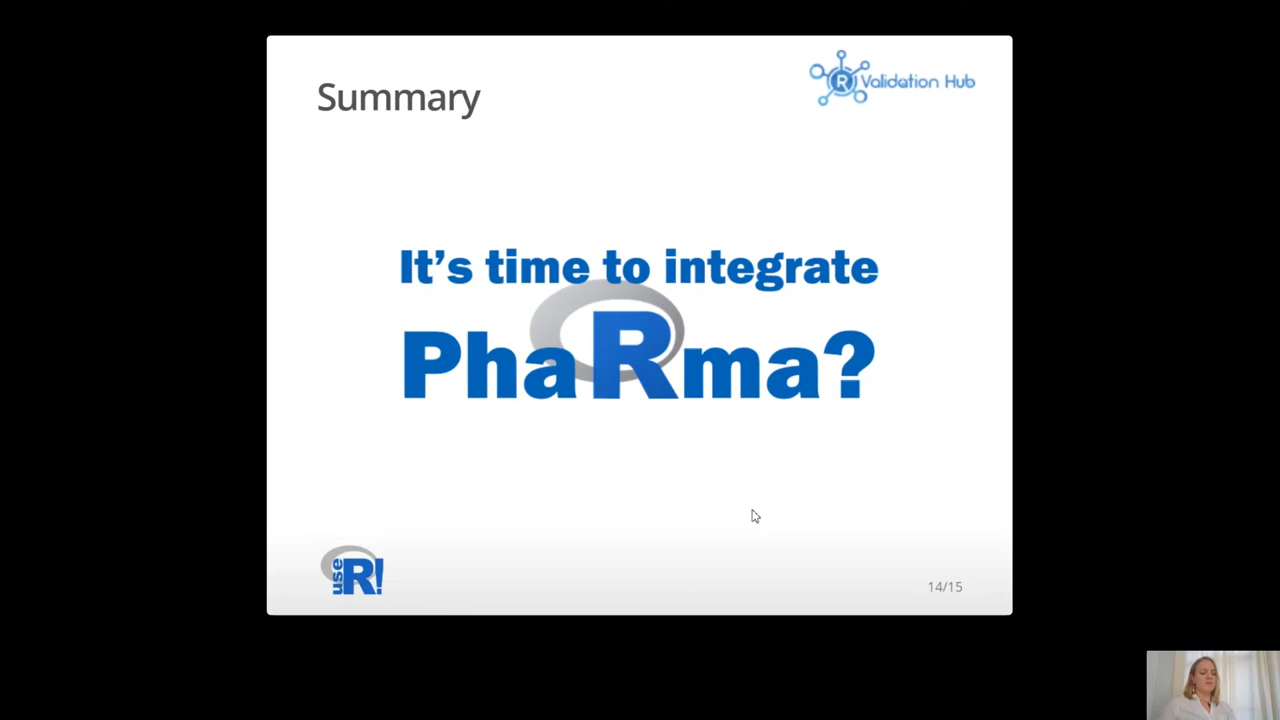 Summary
R Validation Hub
It's time to integrate
PhaRma?
useR!
14/15